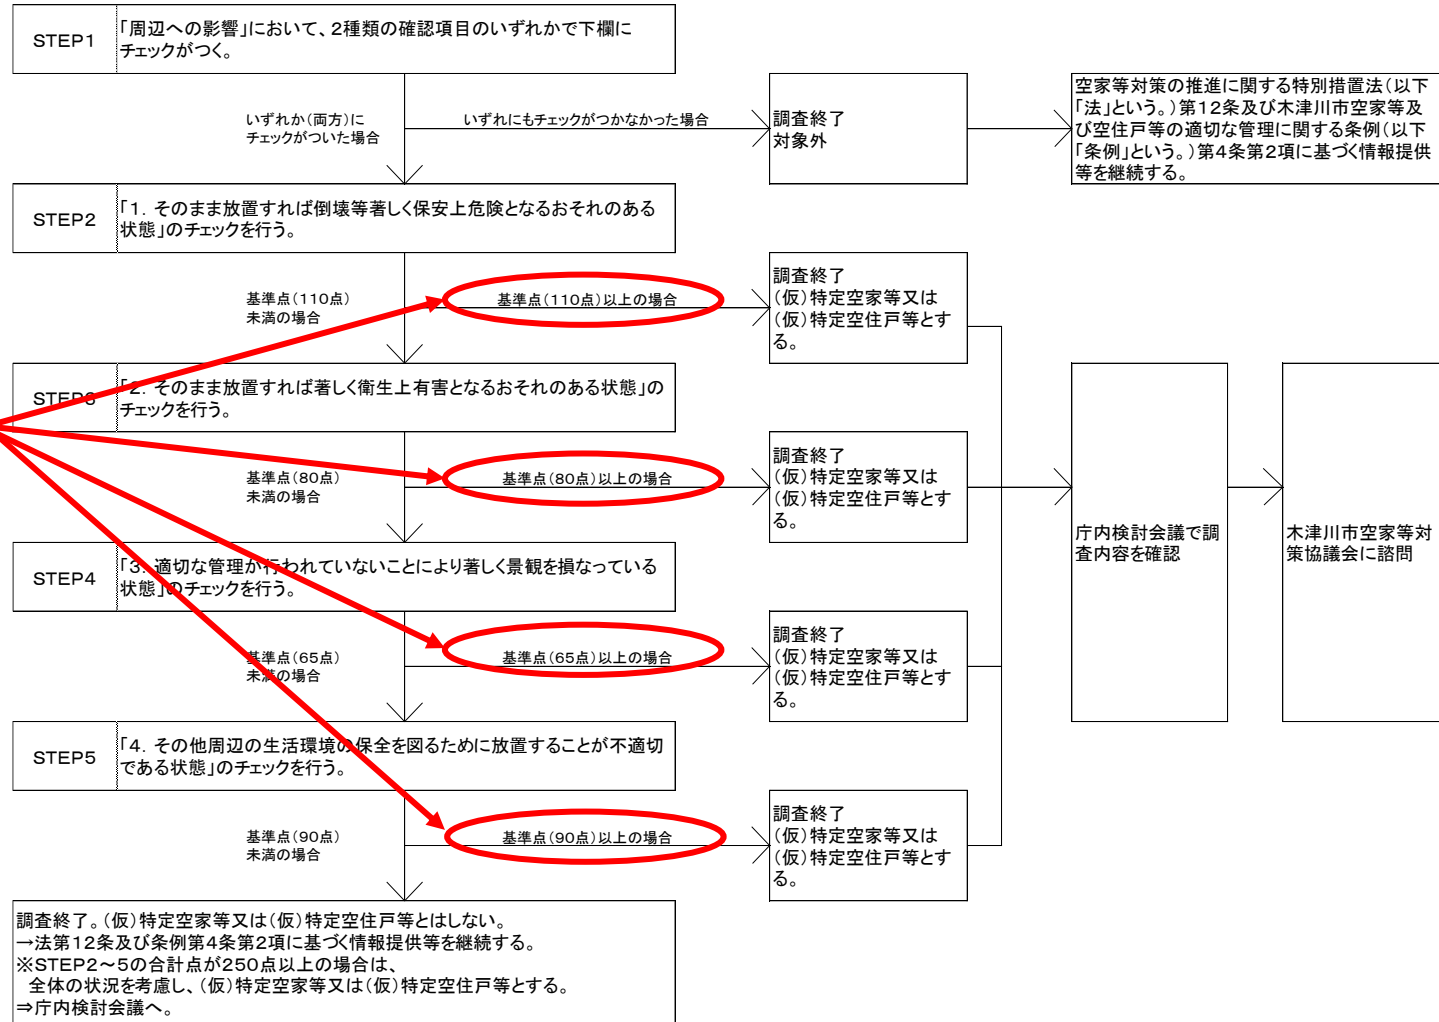 STEP1
「周辺への影響」において、2種類の確認項目のいずれかで下欄に
チェックがつく。
いずれか(両方)に
チェックがついた場合
いずれにもチェックがつかなかった場合
調査終了
対象外
空家等対策の推進に関する特別措置法(以下
「法」という。)第12条及び木津川市空家等及
び空住戸等の適切な管理に関する条例(以下
「条例」という。)第4条第2項に基づく情報提供
等を継続する。
STEP2
「1. そのまま放置すれば倒壊等著しく保安上危険となるおそれのある
状態」のチェックを行う。
基準点(110点)
未満の場合
基準点(110点)以上の場合
調査終了
(仮)特定空家等又は
(仮)特定空住戸等とす
る。
STEP3
「2. そのまま放置すれば著しく衛生上有害となるおそれのある状態」の
チェックを行う。
基準点(80点)
未満の場合
基準点(80点)以上の場合
調査終了
(仮)特定空家等又は
(仮)特定空住戸等とす
る。
庁内検討会議で調
査内容を確認
木津川市空家等対
策協議会に諮問
STEP4
「3. 適切な管理が行われていないことにより著しく景観を損なっている
状態」のチェックを行う。
基準点(65点)
未満の場合
基準点(65点)以上の場合
調査終了
(仮)特定空家等又は
(仮)特定空住戸等とす
る。
STEP5
「4. その他周辺の生活環境の保全を図るために放置することが不適切
である状態」のチェックを行う。
基準点(90点)
未満の場合
基準点(90点)以上の場合
調査終了
(仮)特定空家等又は
(仮)特定空住戸等とす
る。
調査終了。(仮)特定空家等又は(仮)特定空住戸等とはしない。
→法第12条及び条例第4条第2項に基づく情報提供等を継続する。
※STEP2~5の合計点が250点以上の場合は、
全体の状況を考慮し、(仮)特定空家等又は(仮)特定空住戸等とする。
⇒庁内検討会議へ。